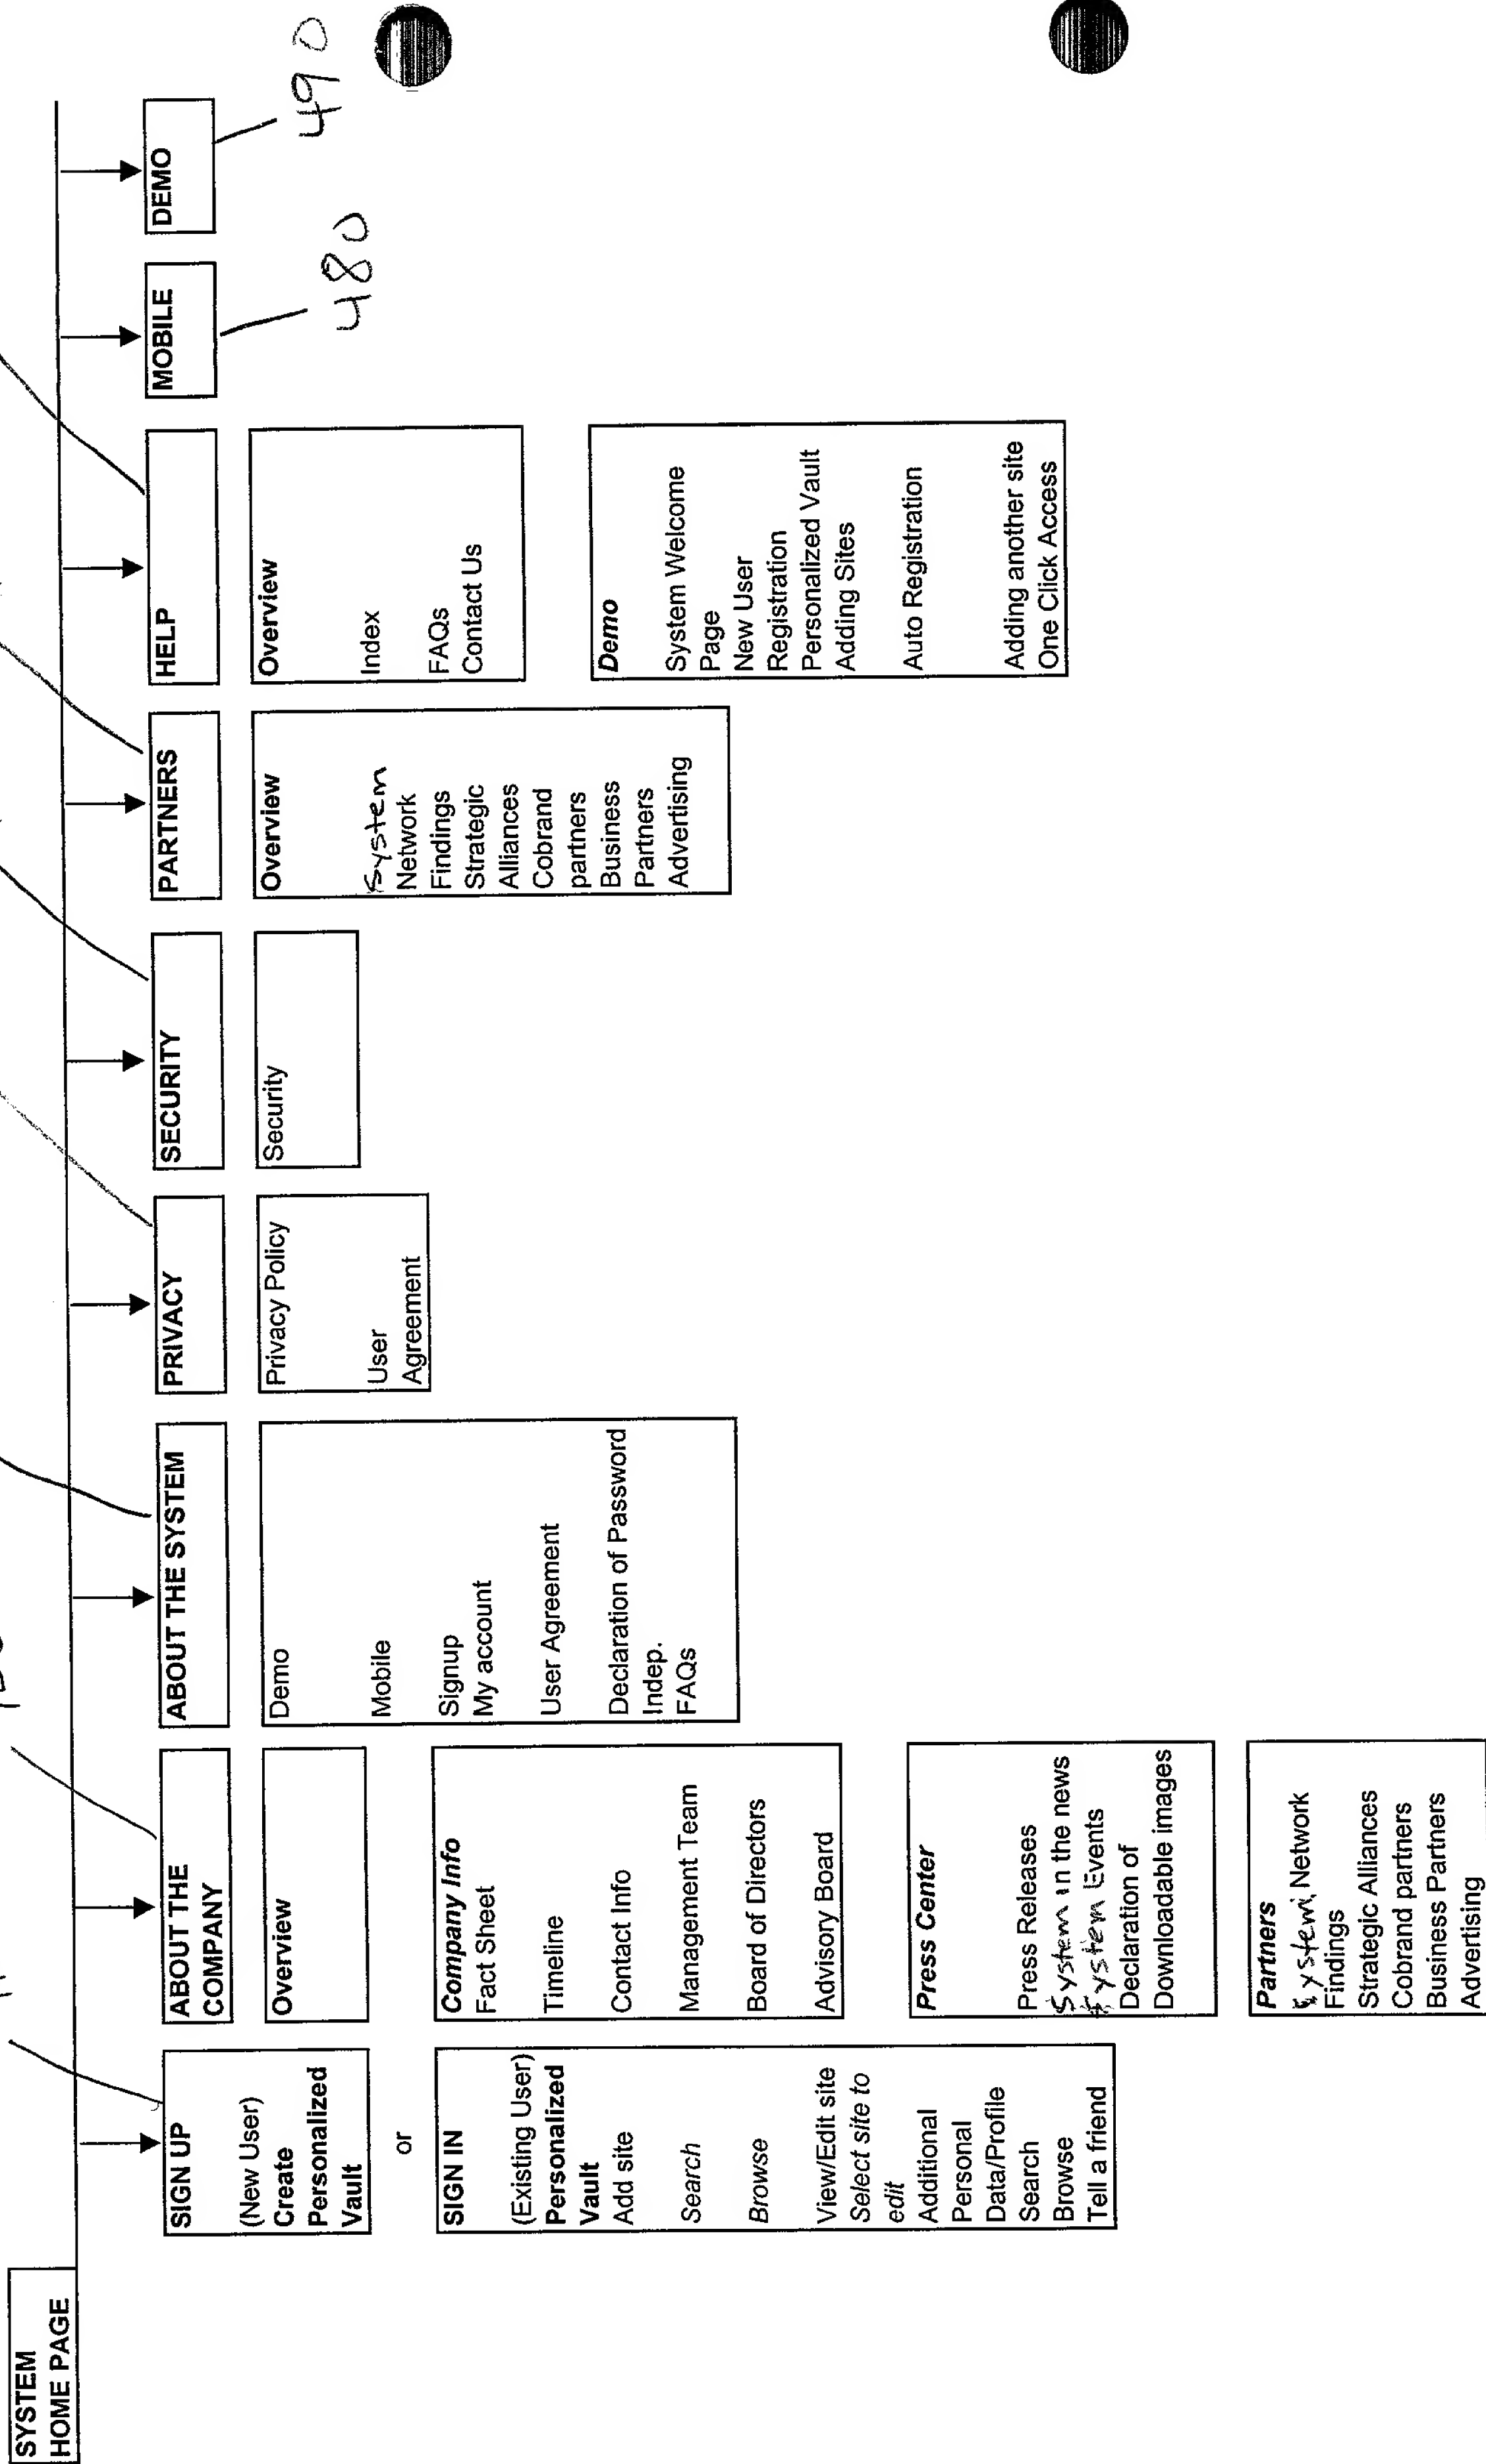 SYSTEM
HOME PAGE
SIGN UP
(New User)
Create
Personalized
Vault
or
SIGN IN
(Existing User)
Personalized
Vault
Add site
Search
Browse
View/Edit site
Select site to
edit
Additional
Personal
Data/Profile
Search
Browse
Tell a friend
ABOUT THE
COMPANY
Overview
Company Info
Fact Sheet
Timeline
Contact Info
Management Team
Board of Directors
Advisory Board
Press Center
Press Releases
System in the news
System Events
Declaration of
Downloadable images
Partners
System Network
Findings
Strategic Alliances
Cobrand partners
Business Partners
Advertising
ABOUT THE SYSTEM
Demo
Mobile
Signup
My account
User Agreement
Declaration of Password
Indep.
FAQs
PRIVACY
Privacy Policy
User
Agreement
SECURITY
Security
PARTNERS
Overview
System
Network
Findings
Strategic
Alliances
Cobrand
partners
Business
Partners
Advertising
HELP
Overview
Index
FAQs
Contact Us
Demo
System Welcome
Page
New User
Registration
Personalized Vault
Adding Sites
Auto Registration
Adding another site
One Click Access
MOBILE
480
DEMO
490